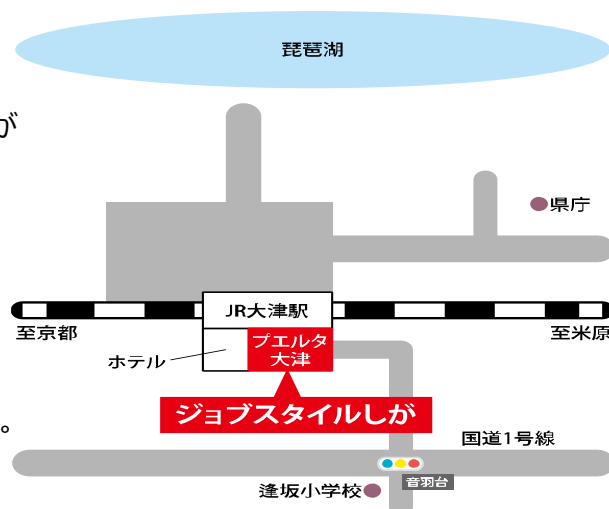 琵琶湖
が
県庁
JR大津駅
至京都
至米原
プエルタ
大津
ホテル
ジョブスタイルしが
。
国道1号線
音羽台
逢坂小学校